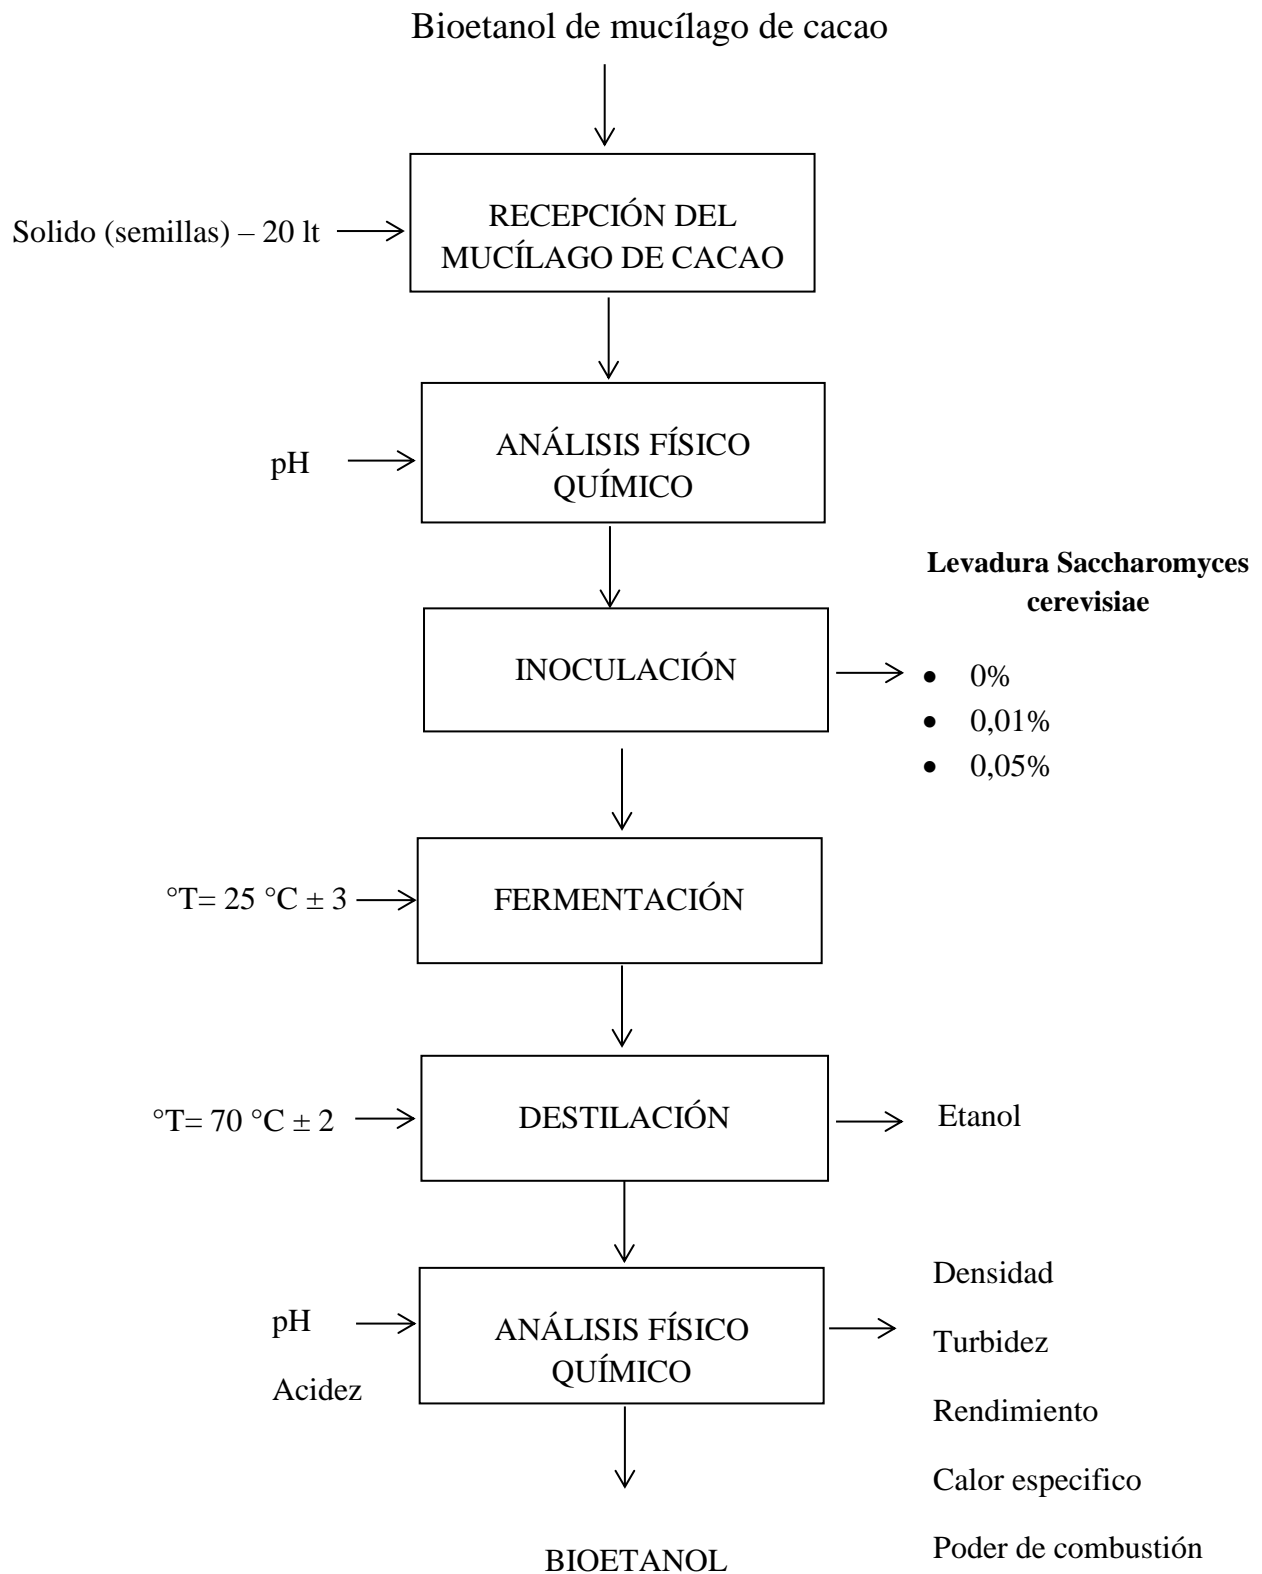 Bioetanol de mucílago de cacao
Solido (semillas) – 20 lt
RECEPCIÓN DEL
MUCÍLAGO DE CACAO
pH
ANÁLISIS FÍSICO
QUÍMICO
Levadura Saccharomyces
cerevisiae
INOCULACIÓN
• 0%
• 0,01%
• 0,05%
°T= 25 °C ± 3
FERMENTACIÓN
°T= 70 °C ± 2
DESTILACIÓN
Etanol
pH
Acidez
ANÁLISIS FÍSICO
QUÍMICO
Densidad
Turbidez
Rendimiento
Calor especifico
Poder de combustión
BIOETANOL